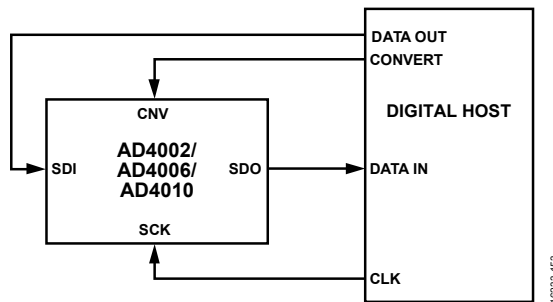 DATA OUT
CONVERT
CNV
DIGITAL HOST
AD4002/
AD4006/
AD4010
SDI
SDO
DATA IN
SCK
CLK